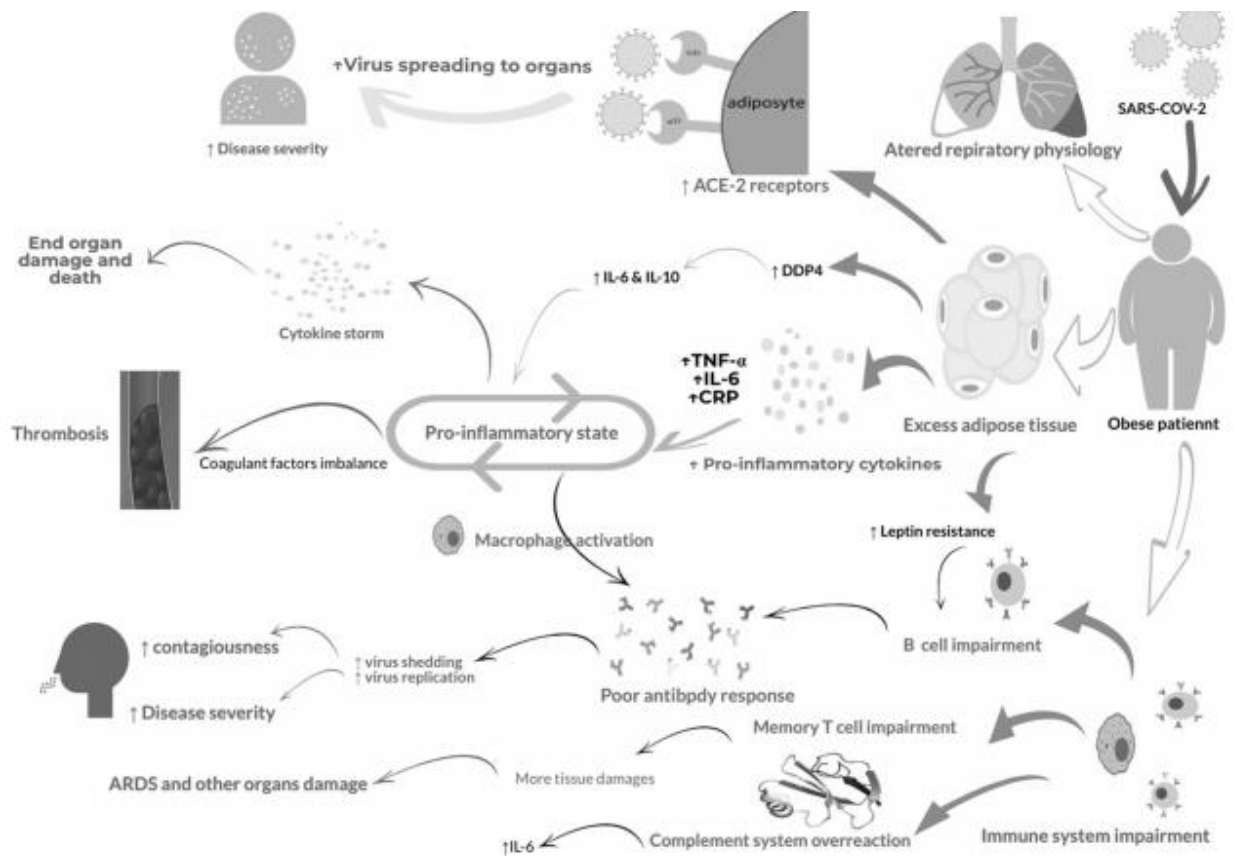 ↑Virus spreading to organs
adiposyte
SARS-COV-2
↑ Disease severity
Atered repiratory physiology
↑ ACE-2 receptors
End organ
damage and
death
↑ IL-6 & IL-10
↑ DDP4
Cytokine storm
↑TNF-α
↑IL-6
↑CRP
Thrombosis
Pro-inflammatory state
Excess adipose tissue
Obese patiennt
Coagulant factors imbalance
↑ Pro-inflammatory cytokines
↑ Leptin resistance
Macrophage activation
↑ contagiousness
↑ virus shedding
↑ virus replication
B cell impairment
Poor antibpdy response
↑ Disease severity
Memory T cell impairment
ARDS and other organs damage
More tissue damages
↑IL-6
Complement system overreaction
Immune system impairment